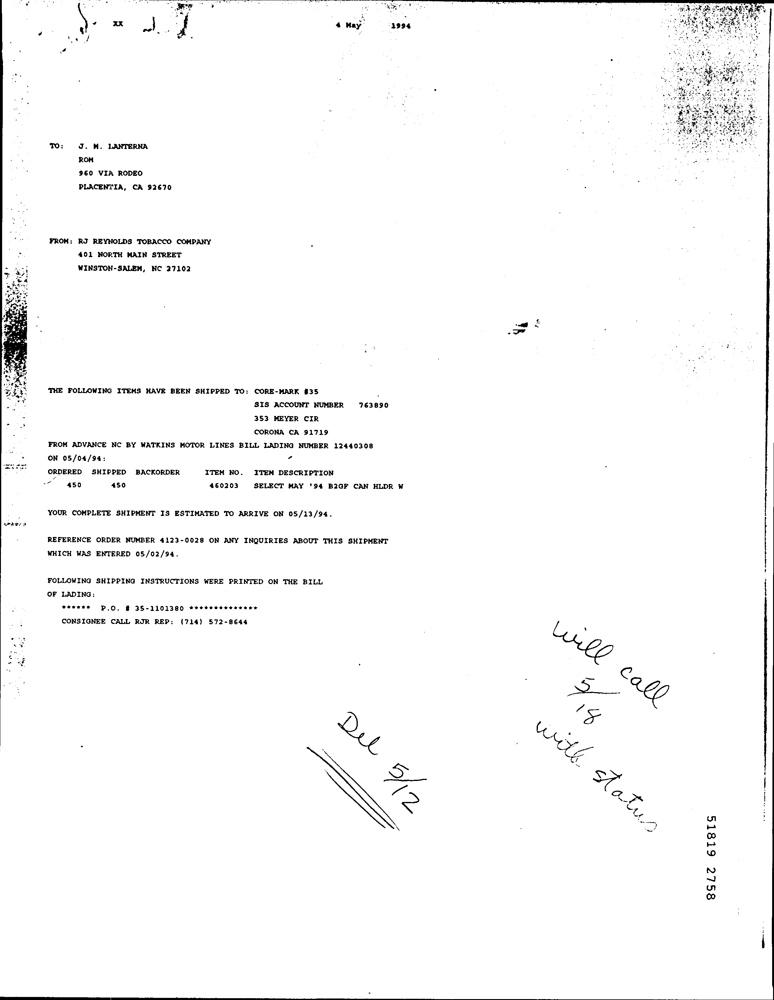 XX
4 May 1994
TO: J. M. LANTERNA
ROM
960 VIA RODEO
PLACENTIA, CA 92670
FROM: RJ REYNOLDS TOBACCO COMPANY
401 NORTH MAIN STREET
WINSTON-SALEM, NC 27102
THE FOLLOWING ITEMS HAVE BEEN SHIPPED TO: CORE-MARK #35
SIS ACCOUNT NUMBER 763890
353 MEYER CIR
CORONA CA 91719
FROM ADVANCE NC BY WATKINS MOTOR LINES BILL LADING NUMBER 12440308
ON 05/04/94:
ORDERED SHIPPED BACKORDER ITEM NO. ITEM DESCRIPTION
450 450 460203 SELECT MAY '94 B2GF CAN HLDR W
YOUR COMPLETE SHIPMENT IS ESTIMATED TO ARRIVE ON 05/13/94.
REFERENCE ORDER NUMBER 4123-0028 ON ANY INQUIRIES ABOUT THIS SHIPMENT
WHICH WAS ENTERED 05/02/94.
FOLLOWING SHIPPING INSTRUCTIONS WERE PRINTED ON THE BILL
OF LADING:
****** P.O. # 35-1101380 **************
CONSIGNEE CALL RJR REP: (714) 572-8644
will call
5/18
with status
Del 5/12
51819 2758